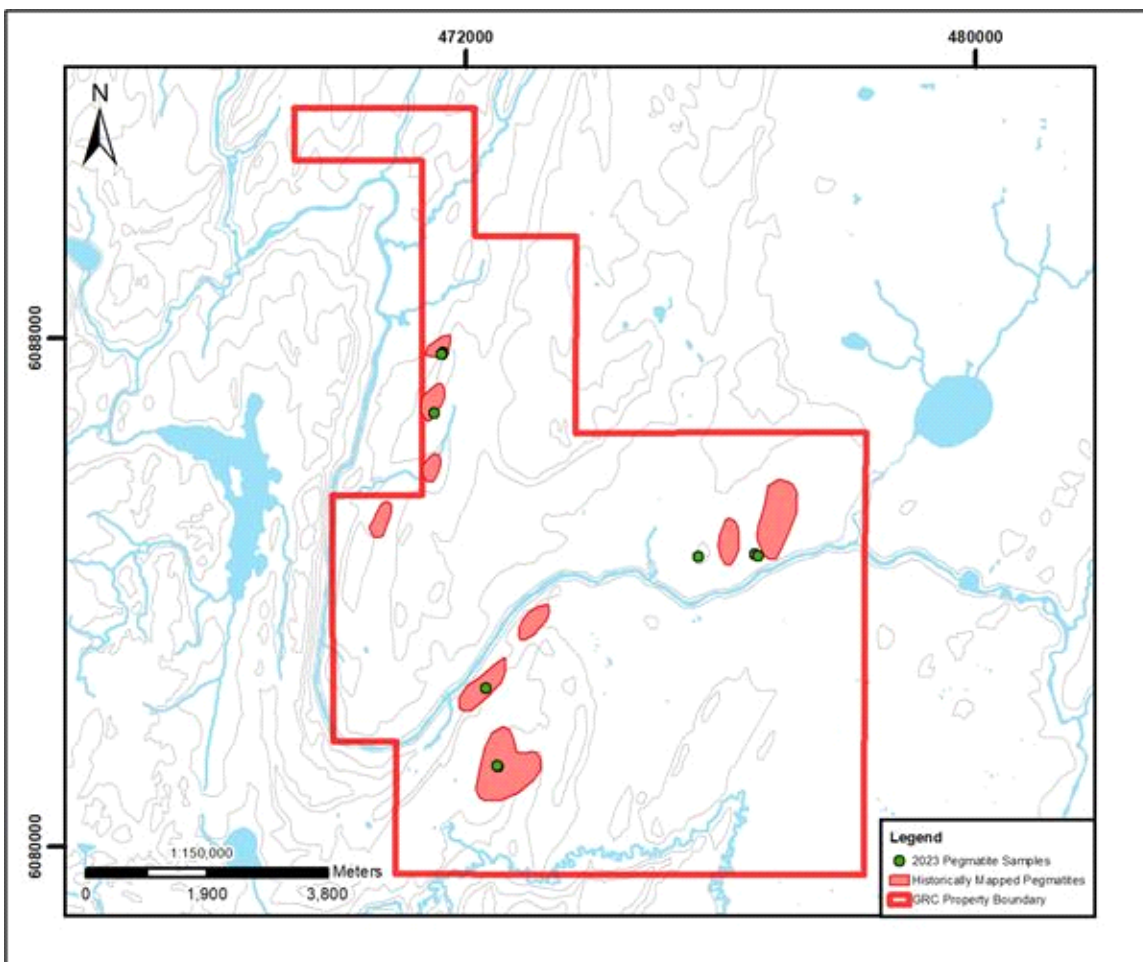 472000
480000
N
6088000
6080000
1:150,000
Meters
0
1,900
3,800
Legend
2023 Pegmatite Samples
Historically Mapped Pegmatites
GRC Property Boundary